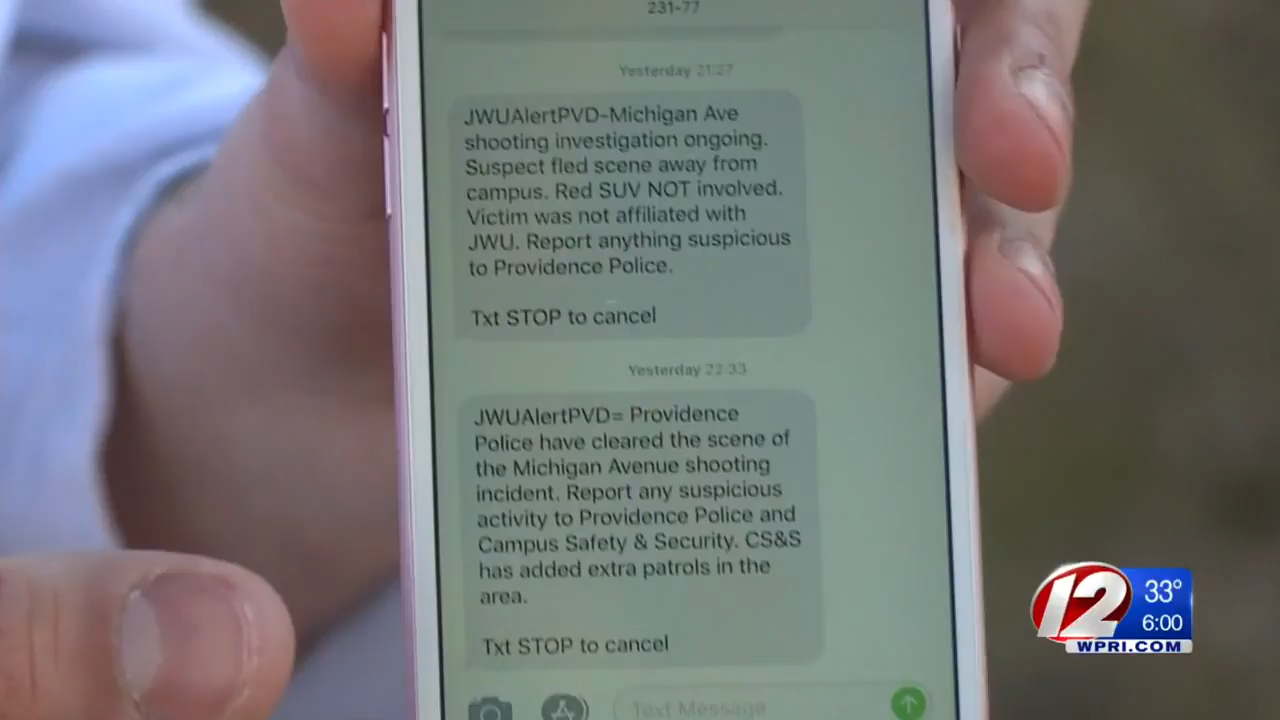 231-77
Yesterday 21:27
JWUAlertPVD-Michigan Ave
shooting investigation ongoing.
Suspect fled scene away from
campus. Red SUV NOT involved.
Victim was not affiliated with
JWU. Report anything suspicious
to Providence Police.
Txt STOP to cancel
Yesterday 22:33
JWUAlertPVD= Providence
Police have cleared the scene of
the Michigan Avenue shooting
incident. Report any suspicious
activity to Providence Police and
Campus Safety & Security. CS&S
has added extra patrols in the
area.
Txt STOP to cancel
Text Message
12
33°
6:00
WPRI.COM